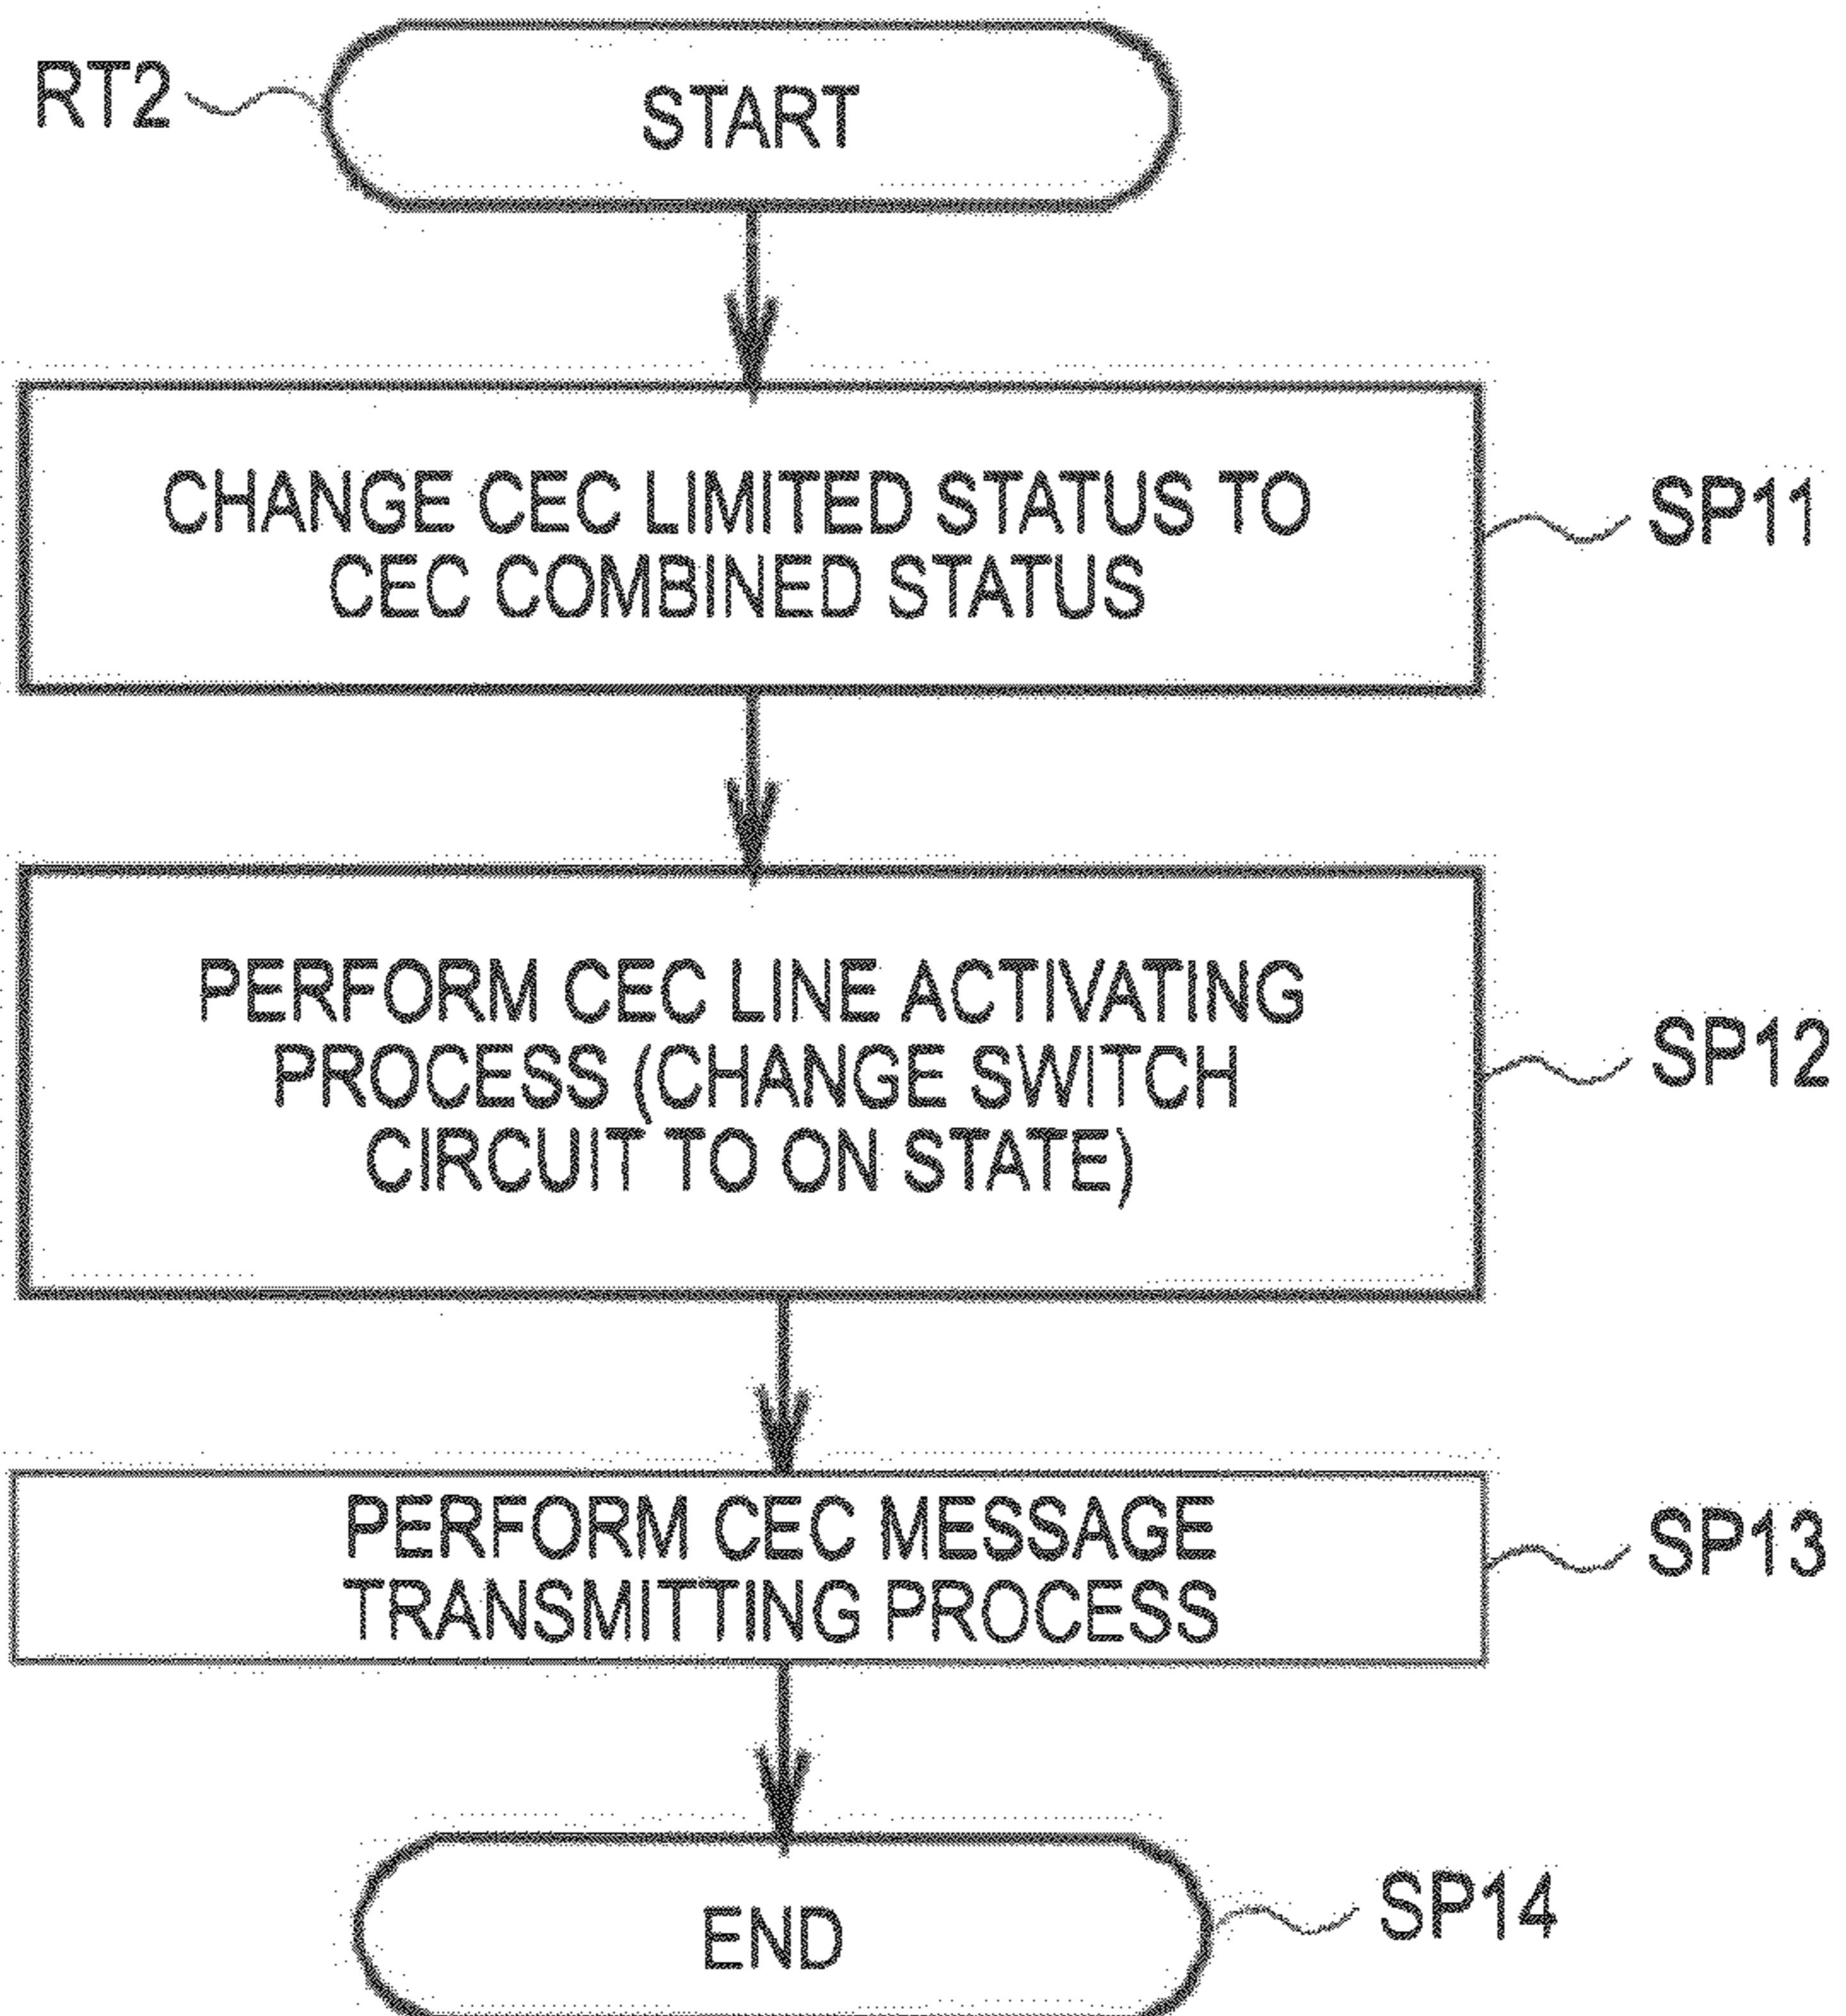 RT2
START
CHANGE CEC LIMITED STATUS TO
CEC COMBINED STATUS
SP11
PERFORM CEC LINE ACTIVATING
PROCESS (CHANGE SWITCH
CIRCUIT TO ON STATE)
SP12
PERFORM CEC MESSAGE
TRANSMITTING PROCESS
SP13
END
SP14